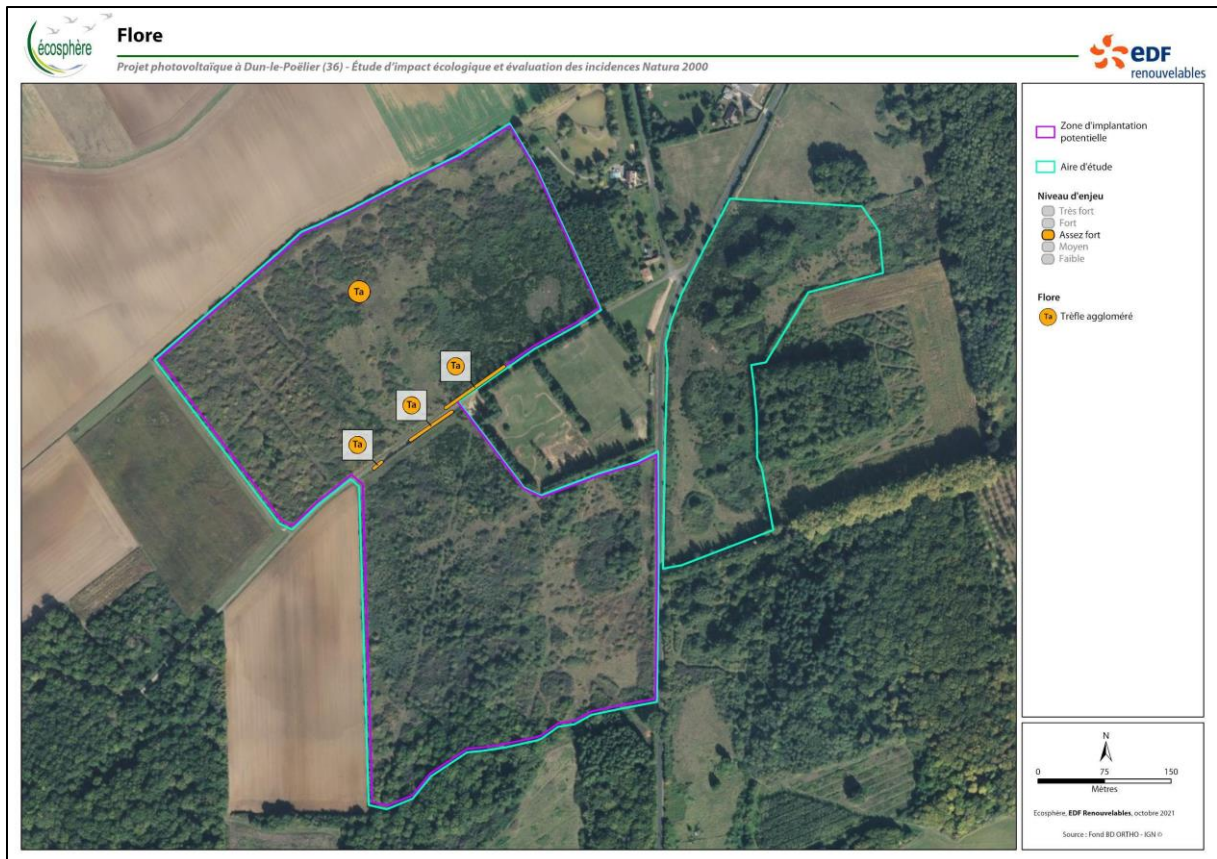 écosphère
Flore
Projet photovoltaïque à Dun-le-Poëlier (36) - Étude d'impact écologique et évaluation des incidences Natura 2000
edf
renouvelables
Zone d'implantation
potentielle
Aire d'étude
Niveau d'enjeu
Très fort
Fort
Assez fort
Moyen
Faible
Flore
Ta Trèfle aggloméré
Ta
Ta
Ta
Ta
N
0 75 150
Mètres
Ecosphère, EDF Renouvelables, octobre 2021
Source : Fond BD ORTHO - IGN ©